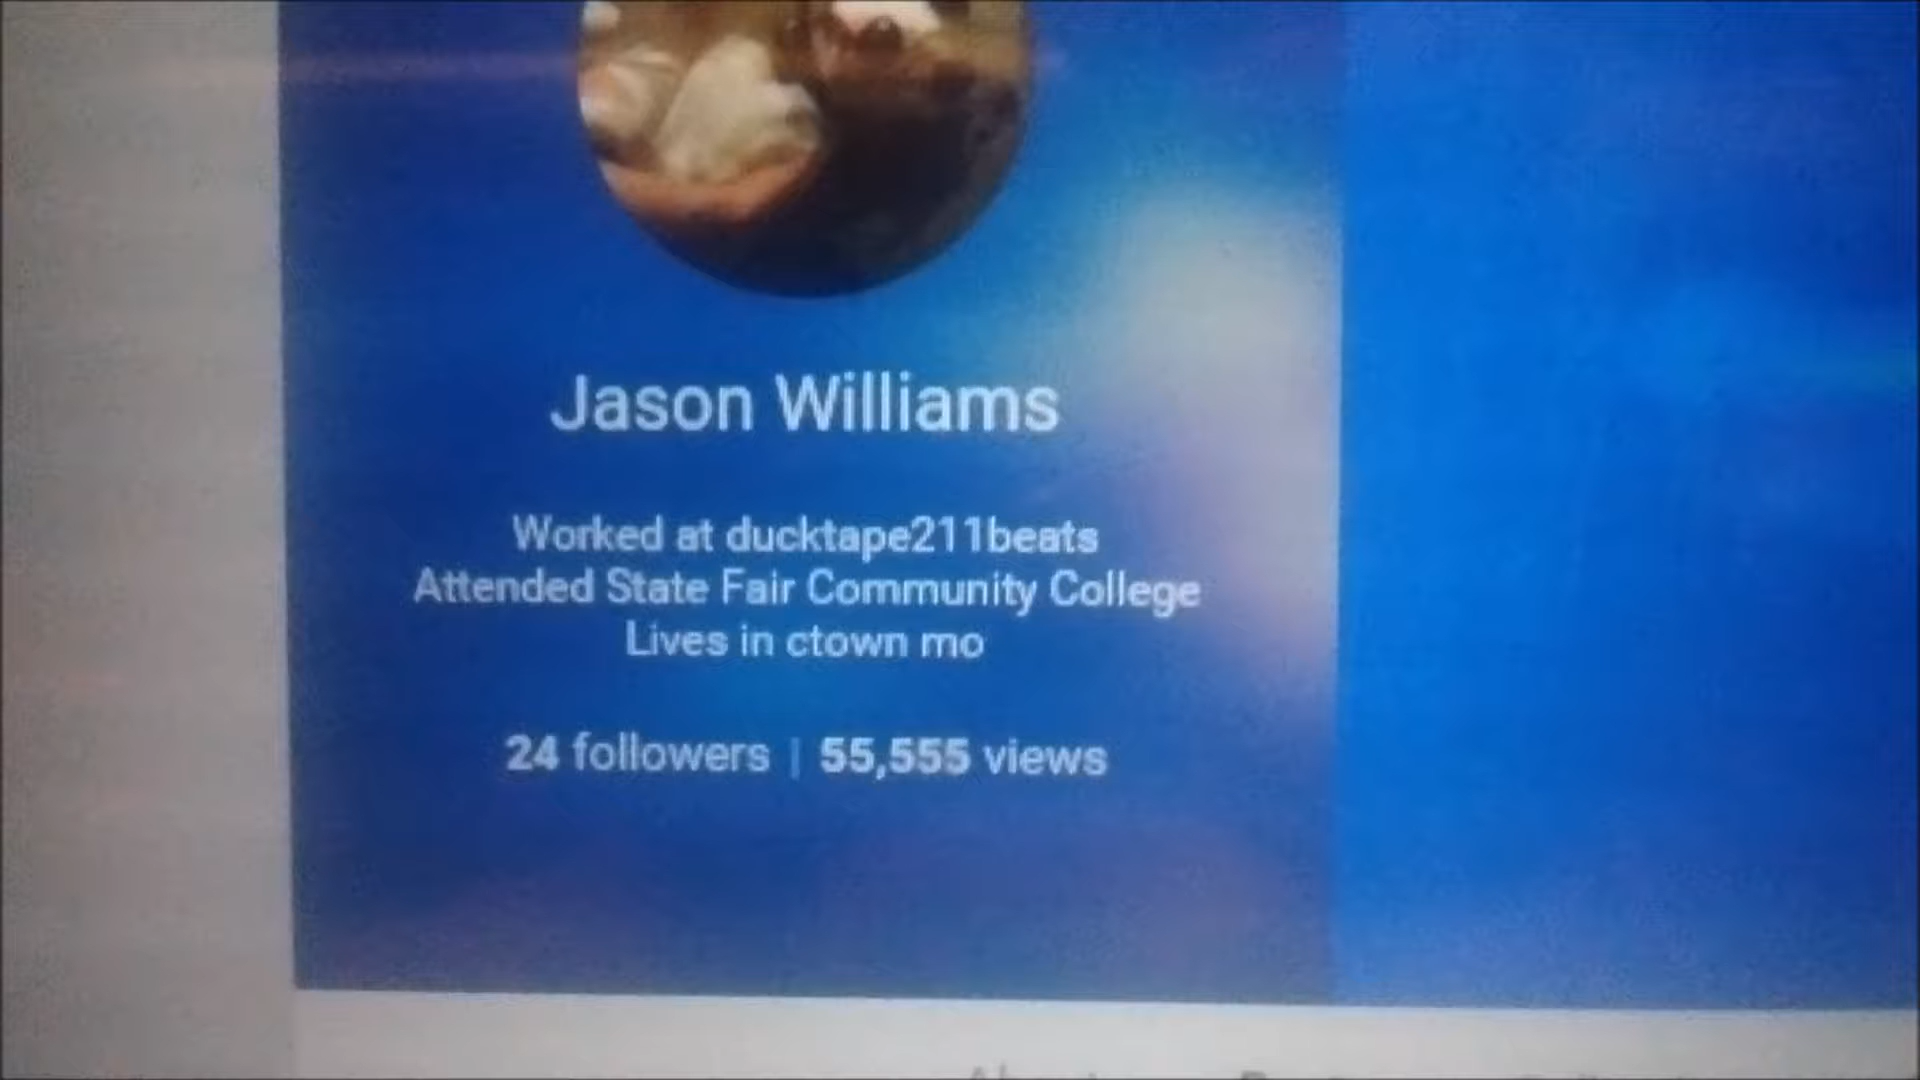 Jason Williams
Worked at ducktape211beats
Attended State Fair Community College
Lives in ctown mo
24 followers | 55,555 views